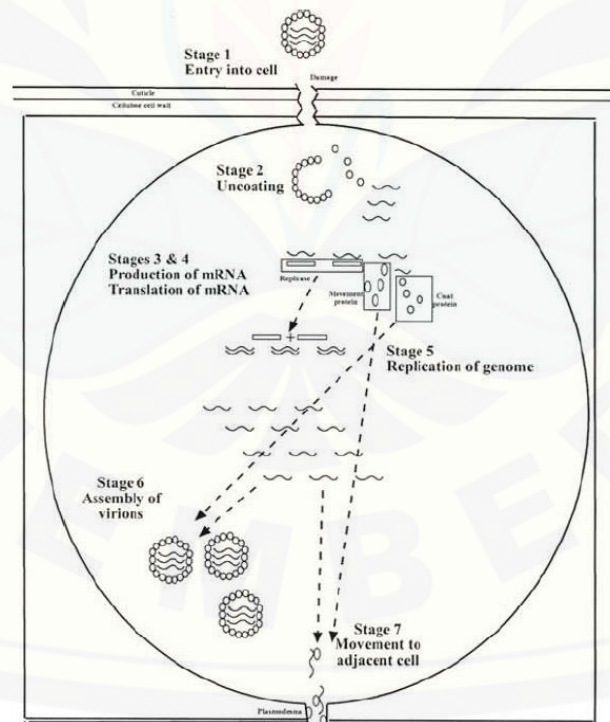 Stage 1
Entry into cell
Damage
Cuticle
Cellulose cell wall
Stage 2
Uncoating
Stages 3 & 4
Production of mRNA
Translation of mRNA
Replicase
Movement
protein
Coat
protein
+
Stage 5
Replication of genome
Stage 6
Assembly of
virions
Stage 7
Movement to
adjacent cell